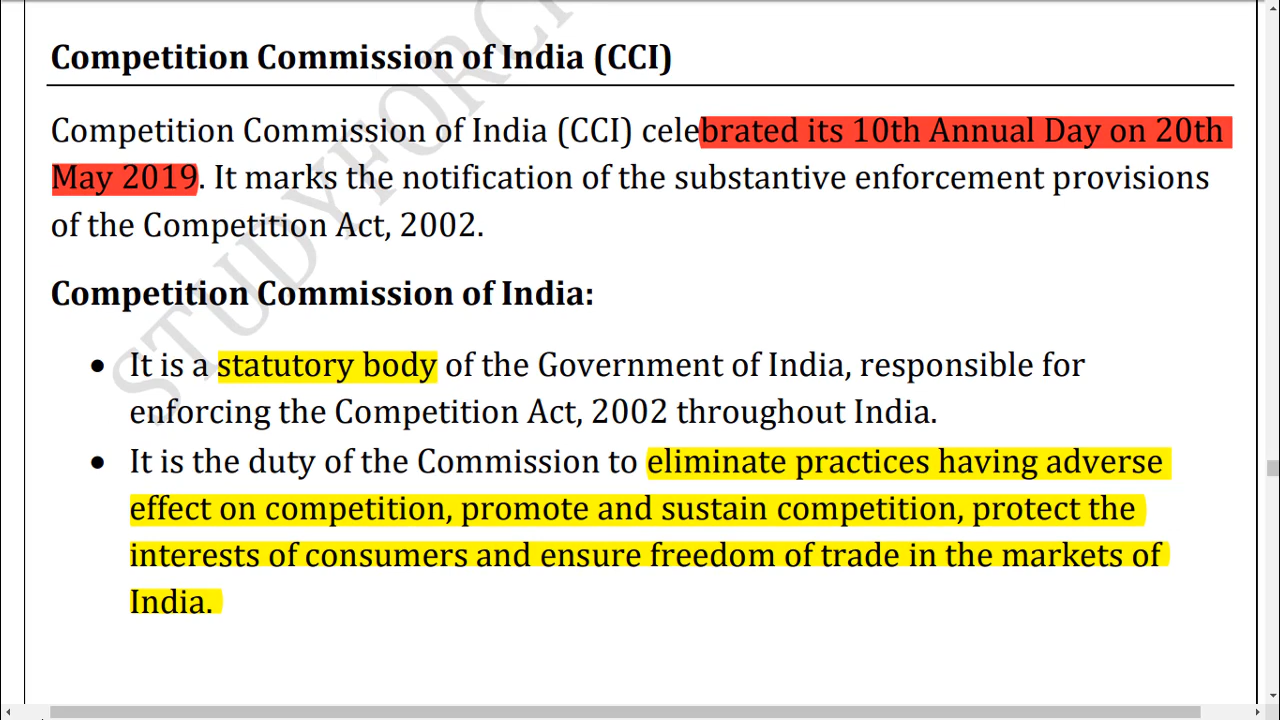 Competition Commission of India (CCI)
Competition Commission of India (CCI) celebrated its 10th Annual Day on 20th
May 2019. It marks the notification of the substantive enforcement provisions
of the Competition Act, 2002.
Competition Commission of India:
• It is a statutory body of the Government of India, responsible for
enforcing the Competition Act, 2002 throughout India.
• It is the duty of the Commission to eliminate practices having adverse
effect on competition, promote and sustain competition, protect the
interests of consumers and ensure freedom of trade in the markets of
India.
STUDYFORCI